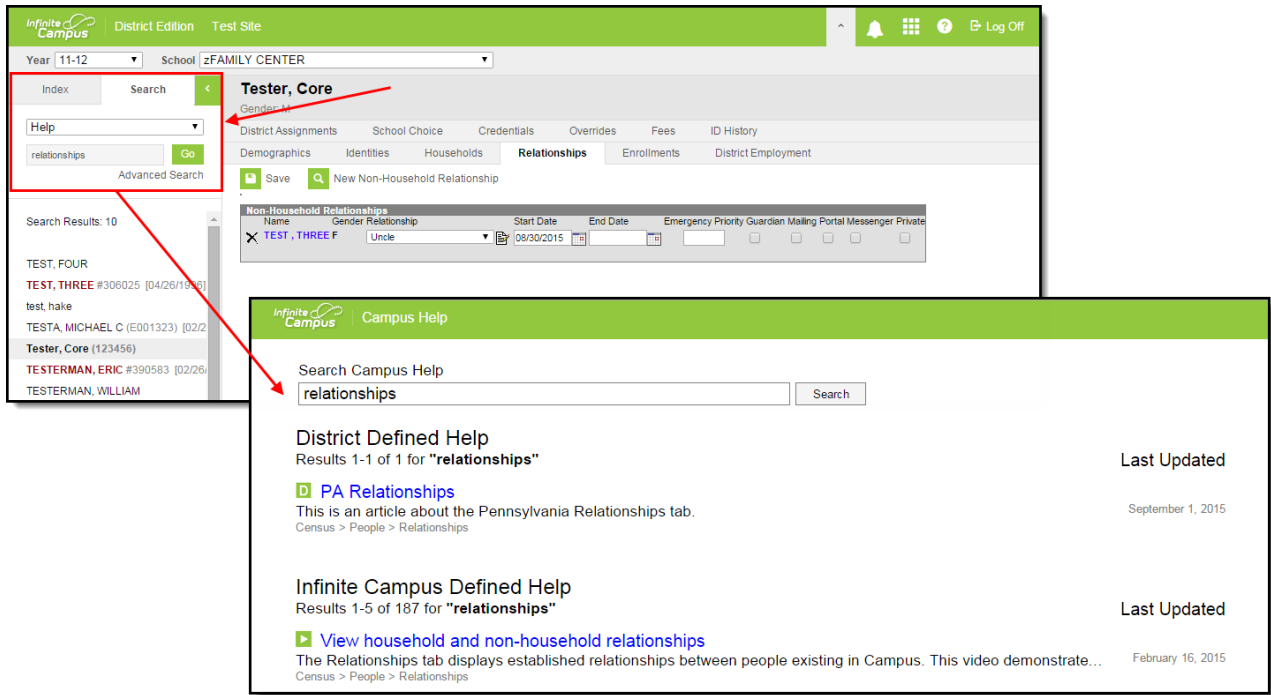 Infinite Campus District Edition Test Site Log Off
Year 11-12 School zFAMILY CENTER
Index Search
Help
relationships Go
Advanced Search
Search Results: 10
TEST, FOUR
TEST, THREE #306025 [04/26/1996]
test, hake
TESTA, MICHAEL C (E001323) [02/2
Tester, Core (123456)
TESTERMAN, ERIC #390583 [02/26/
TESTERMAN, WILLIAM
Tester, Core
Gender: M
District Assignments School Choice Credentials Overrides Fees ID History
Demographics Identities Households Relationships Enrollments District Employment
Save New Non-Household Relationship
Non-Household Relationships
Name Gender Relationship Start Date End Date Emergency Priority Guardian Mailing Portal Messenger Private
TEST , THREE F Uncle 08/30/2015
Infinite Campus Campus Help
Search Campus Help
relationships Search
District Defined Help
Results 1-1 of 1 for "relationships" Last Updated
D PA Relationships
This is an article about the Pennsylvania Relationships tab. September 1, 2015
Census > People > Relationships
Infinite Campus Defined Help
Results 1-5 of 187 for "relationships" Last Updated
View household and non-household relationships
The Relationships tab displays established relationships between people existing in Campus. This video demonstrate... February 16, 2015
Census > People > Relationships